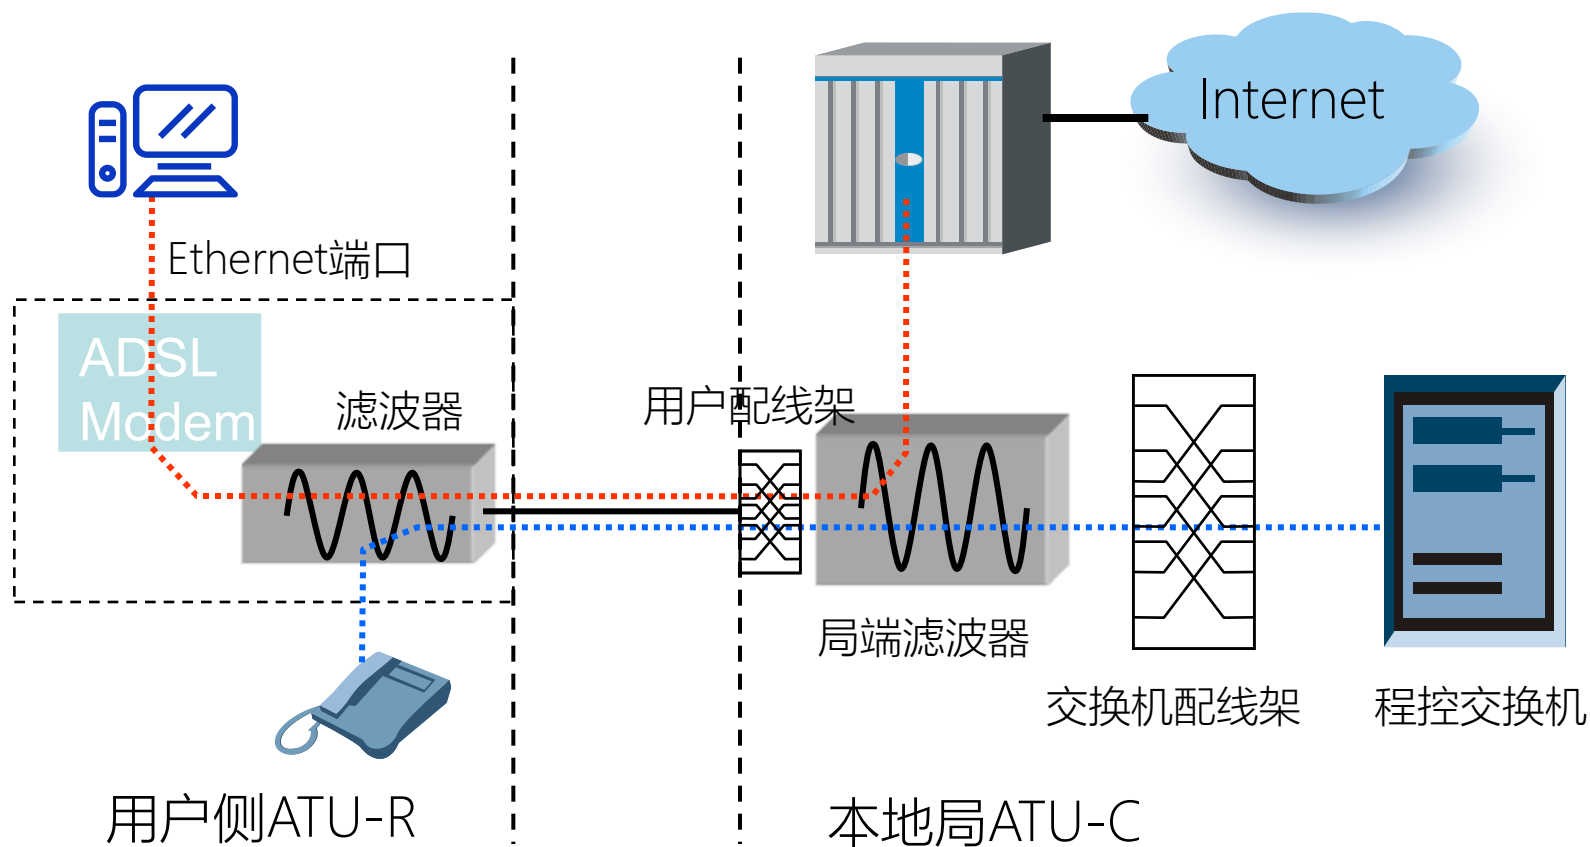 Internet
Ethernet端口
ADSL
Modem
滤波器
用户配线架
局端滤波器
交换机配线架
程控交换机
用户侧ATU-R
本地局ATU-C